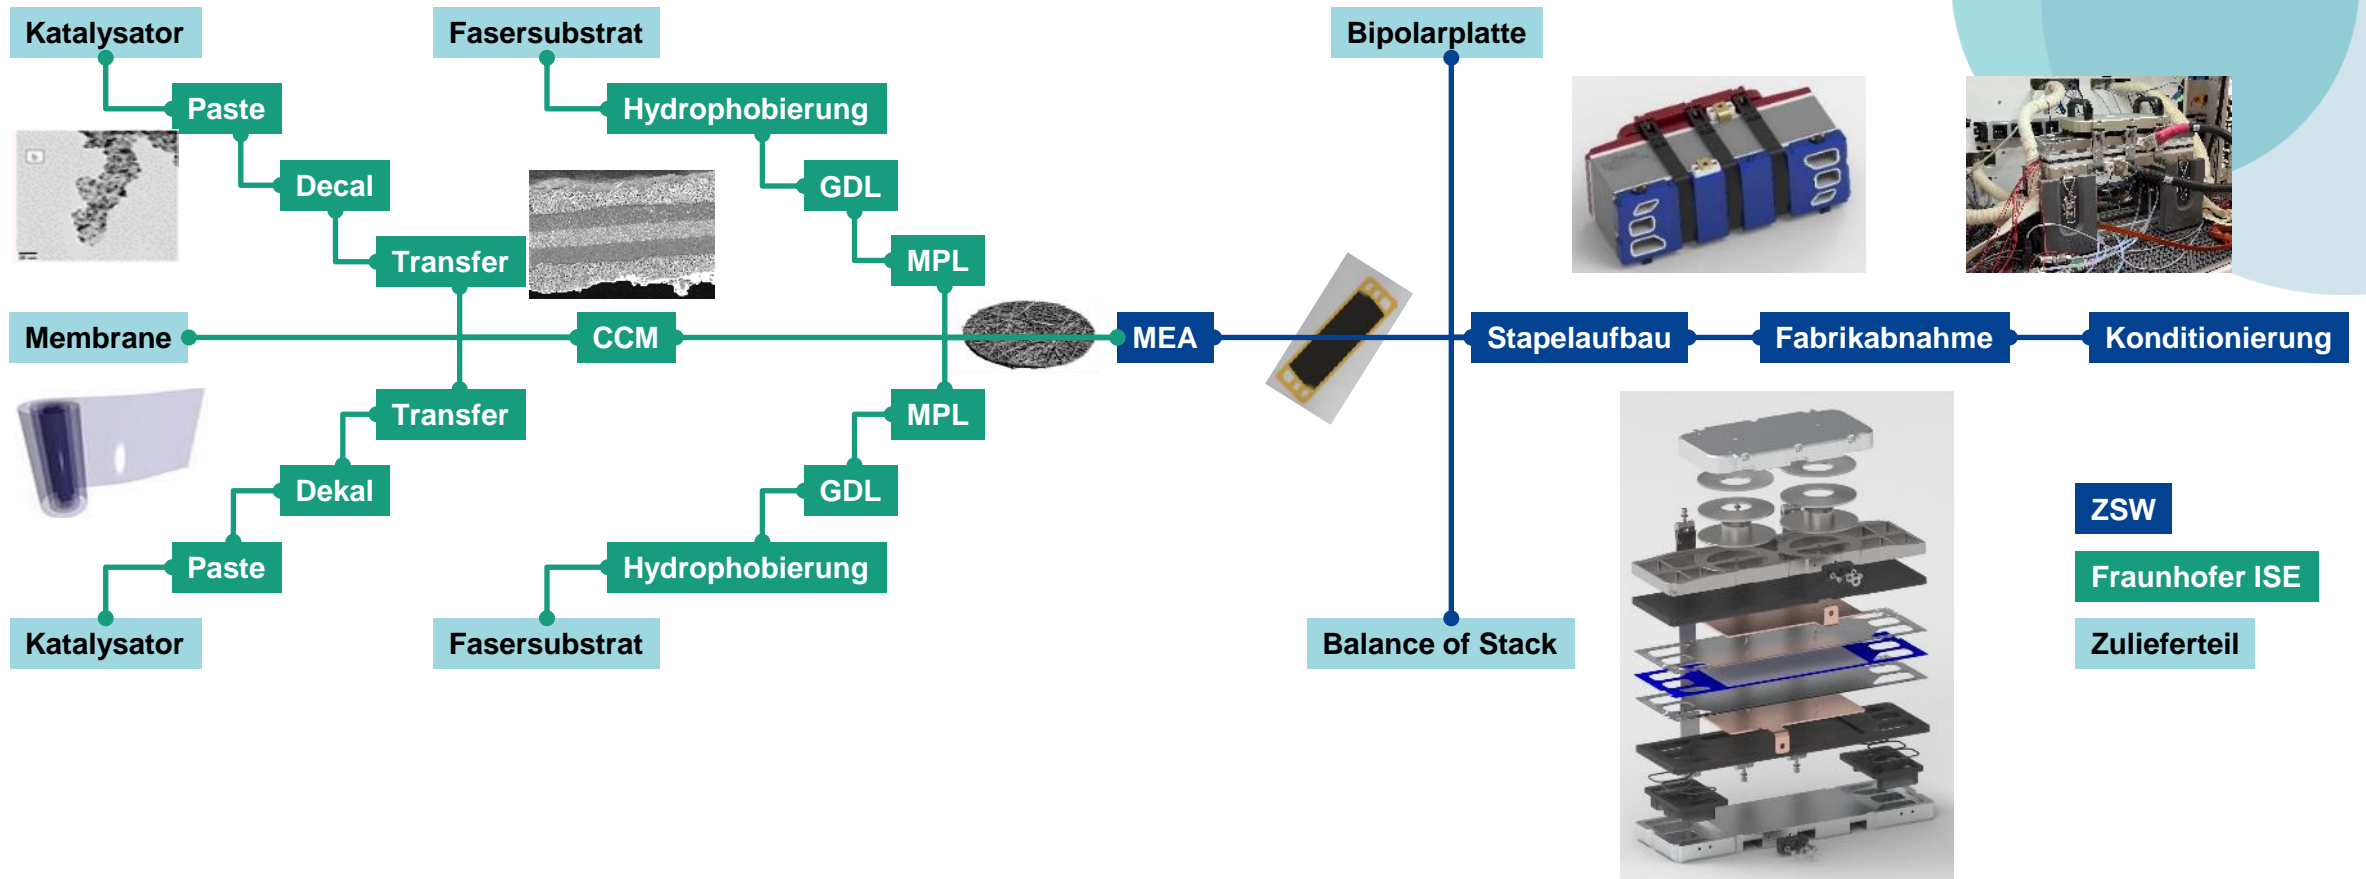 Katalysator
Fasersubstrat
Bipolarplatte
Paste
Hydrophobierung
Decal
GDL
Transfer
MPL
Membrane
CCM
MEA
Stapelaufbau
Fabrikabnahme
Konditionierung
Transfer
MPL
Dekal
GDL
ZSW
Paste
Hydrophobierung
Fraunhofer ISE
Katalysator
Fasersubstrat
Balance of Stack
Zulieferteil